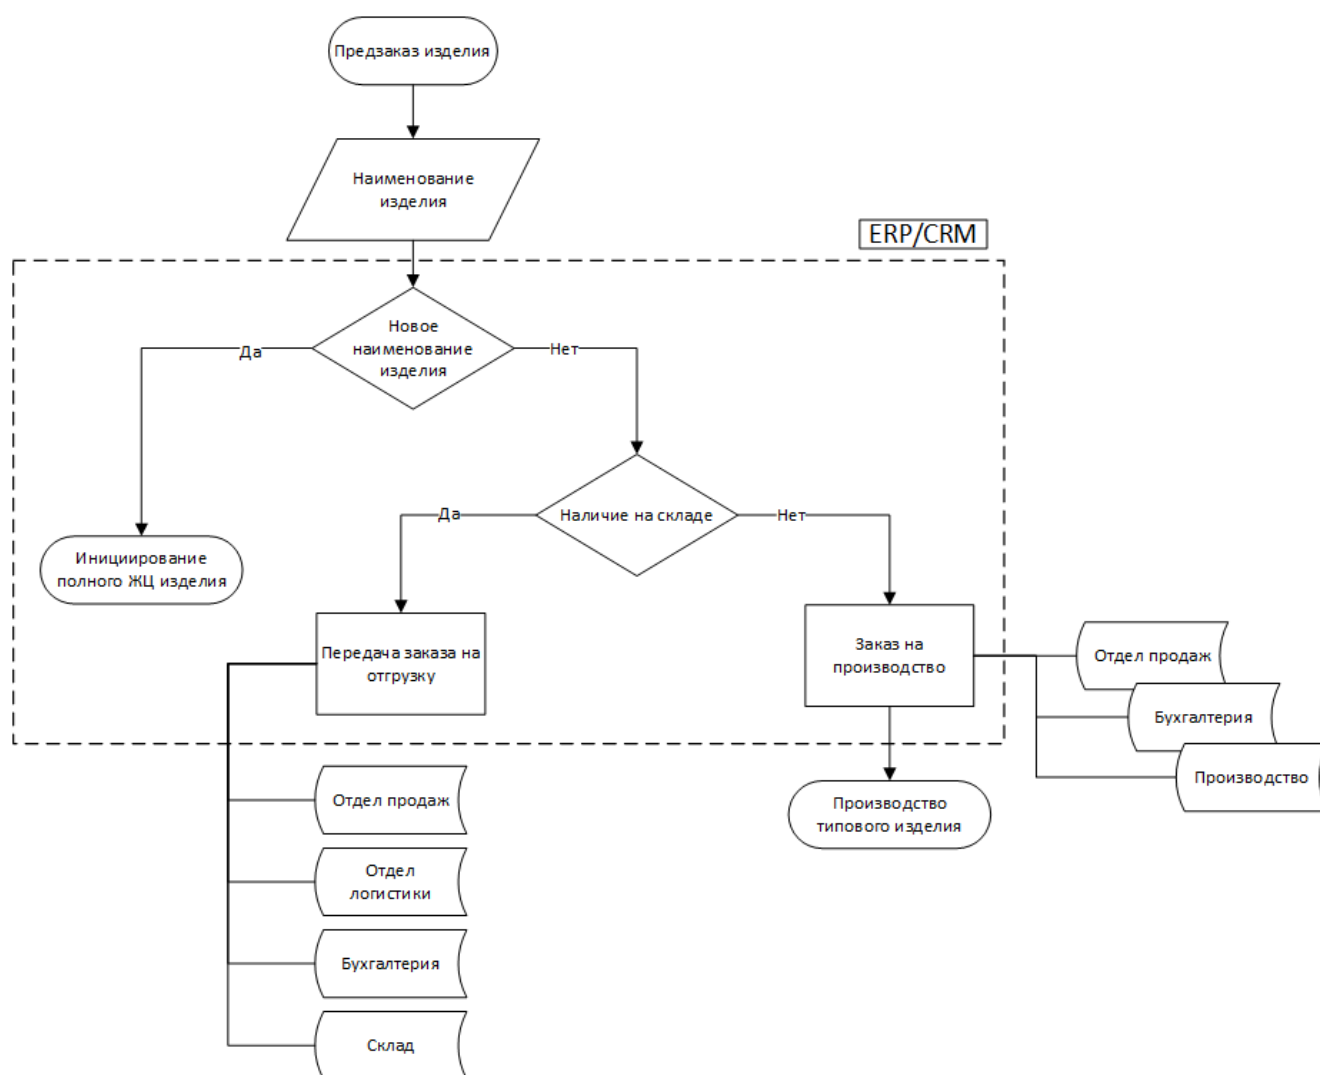 Предзаказ изделия
Наименование
изделия
ERP/CRM
Новое
наименование
изделия
Да
Нет
Наличие на складе
Да
Нет
Инициирование
полного ЖЦ изделия
Передача заказа на
отгрузку
Заказ на
производство
Отдел продаж
Бухгалтерия
Производство
Производство
типового изделия
Отдел продаж
Отдел
логистики
Бухгалтерия
Склад